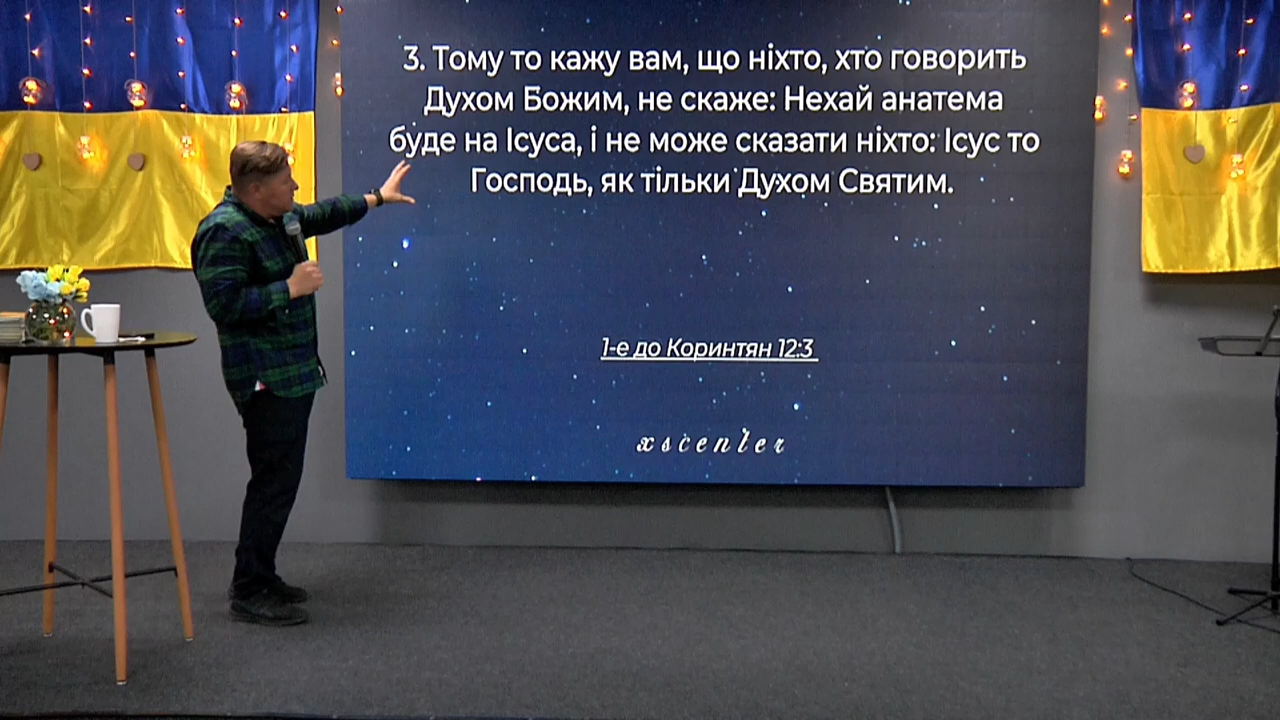 3. Тому то кажу вам, що ніхто, хто говорить
Духом Божим, не скаже: Нехай анатема
буде на Ісуса, і не може сказати ніхто: Ісус то
Господь, як тільки Духом Святим.
1-е до Коринтян 12:3
xscenter